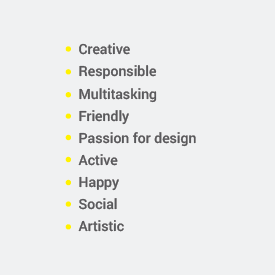 Creative
Responsible
Multitasking
Friendly
Passion for design
Active
Happy
Social
Artistic